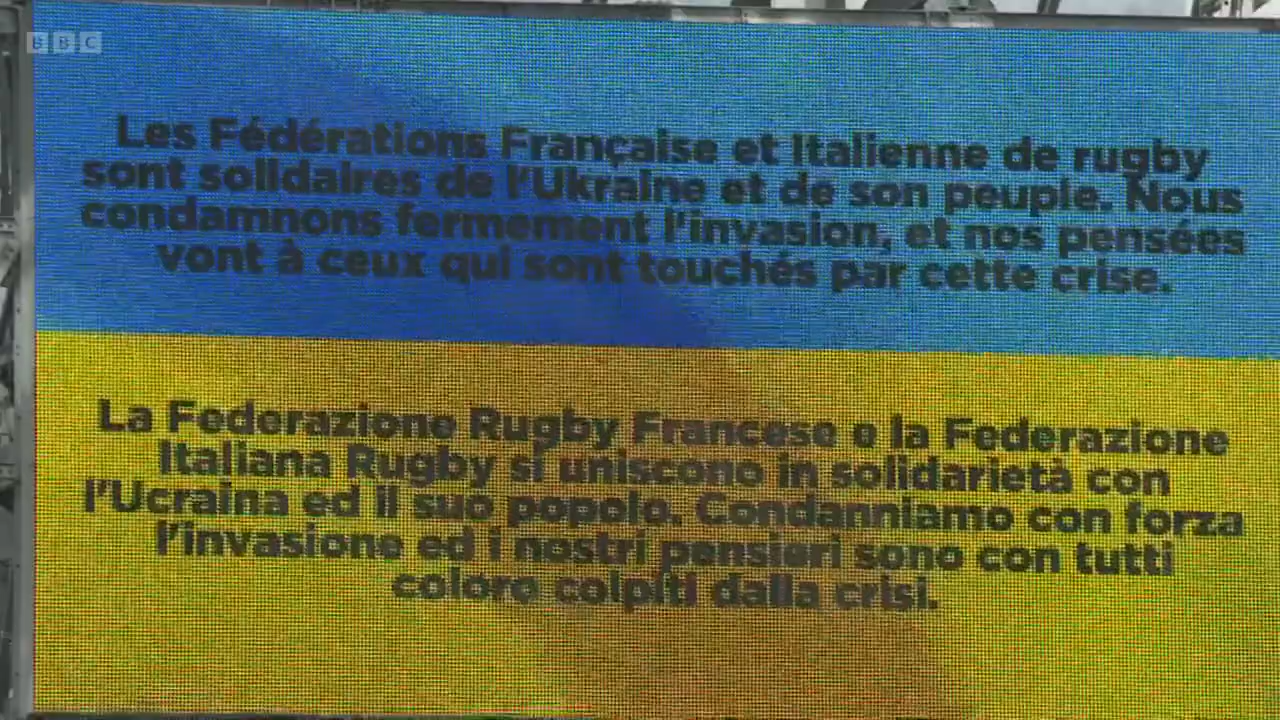 BBC
Les Fédérations Française et Italienne de rugby
sont solidaires de l'Ukraine et de son peuple. Nous
condamnons fermement l'invasion, et nos pensées
vont à ceux qui sont touchés par cette crise.
La Federazione Rugby Francese e la Federazione
Italiana Rugby si uniscono in solidarietà con
l'Ucraina ed il suo popolo. Condanniamo con forza
l'invasione ed i nostri pensieri sono con tutti
coloro colpiti dalla crisi.